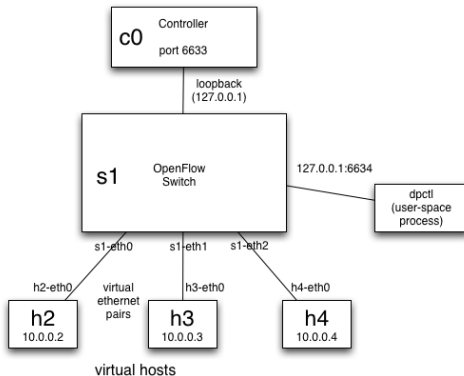 Controller
c0
port 6633
loopback
(127.0.0.1)
127.0.0.1:6634
OpenFlow
s1
Switch
dpctl
(user-space
process)
s1-eth0
s1-eth1
s1-eth2
h2-eth0
virtual
ethernet
pairs
h3-eth0
h4-eth0
h2
10.0.0.2
h3
10.0.0.3
h4
10.0.0.4
virtual hosts